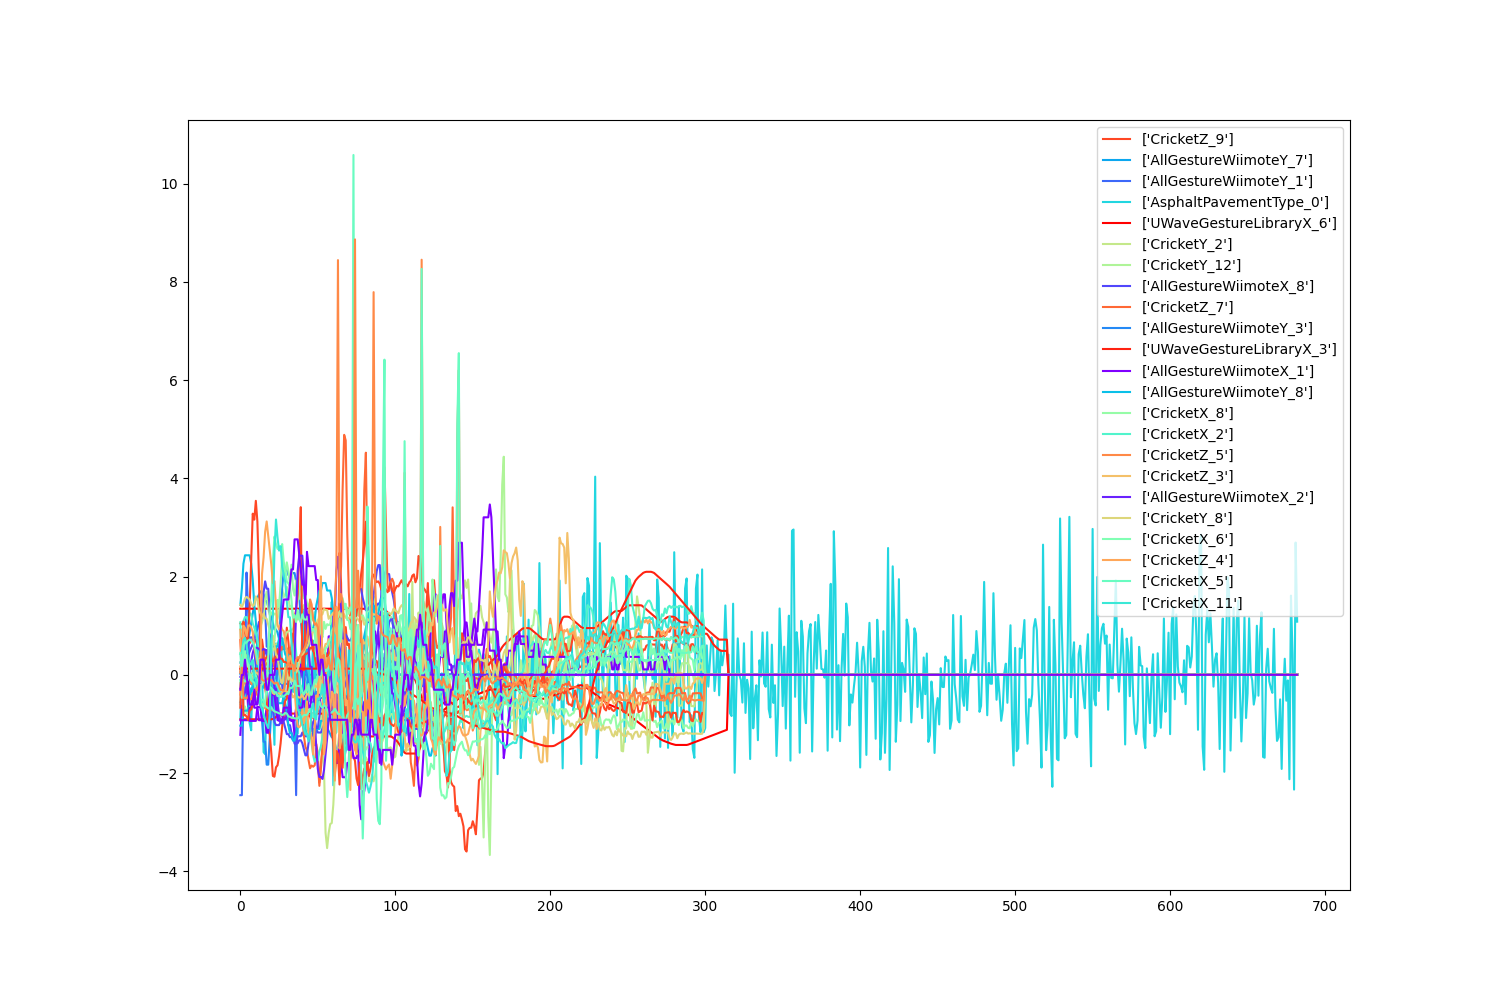 10
8
6
4
2
0
−2
−4
0 100 200 300 400 500 600 700
['CricketZ_9']
['AllGestureWiimoteY_7']
['AllGestureWiimoteY_1']
['AsphaltPavementType_0']
['UWaveGestureLibraryX_6']
['CricketY_2']
['CricketY_12']
['AllGestureWiimoteX_8']
['CricketZ_7']
['AllGestureWiimoteY_3']
['UWaveGestureLibraryX_3']
['AllGestureWiimoteX_1']
['AllGestureWiimoteY_8']
['CricketX_8']
['CricketX_2']
['CricketZ_5']
['CricketZ_3']
['AllGestureWiimoteX_2']
['CricketY_8']
['CricketX_6']
['CricketZ_4']
['CricketX_5']
['CricketX_11']